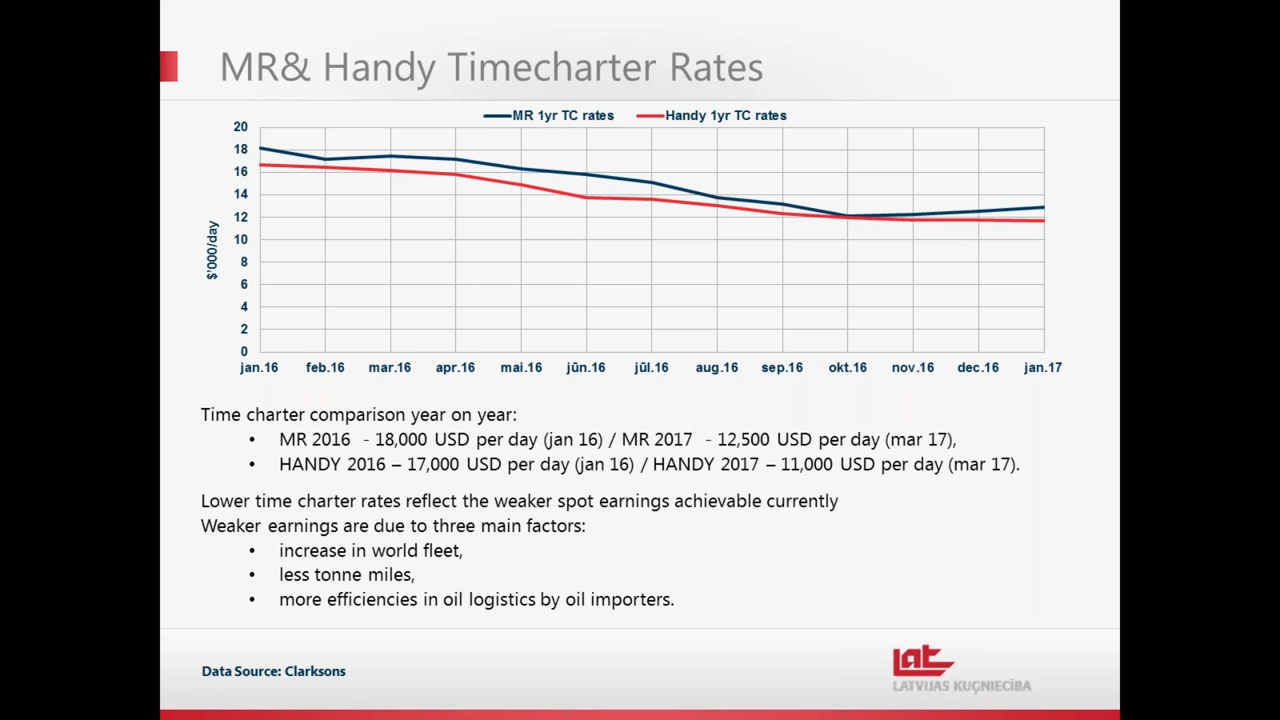 MR& Handy Timecharter Rates
MR 1yr TC rates Handy 1yr TC rates
20
18
16
14
12
10
8
6
4
2
0
$'000/day
jan.16 feb.16 mar.16 apr.16 mai.16 jūn.16 jūl.16 aug.16 sep.16 okt.16 nov.16 dec.16 jan.17
Time charter comparison year on year:
• MR 2016 - 18,000 USD per day (jan 16) / MR 2017 - 12,500 USD per day (mar 17),
• HANDY 2016 – 17,000 USD per day (jan 16) / HANDY 2017 – 11,000 USD per day (mar 17).
Lower time charter rates reflect the weaker spot earnings achievable currently
Weaker earnings are due to three main factors:
• increase in world fleet,
• less tonne miles,
• more efficiencies in oil logistics by oil importers.
Data Source: Clarksons
Lat
LATVIJAS KUĢNIECĪBA